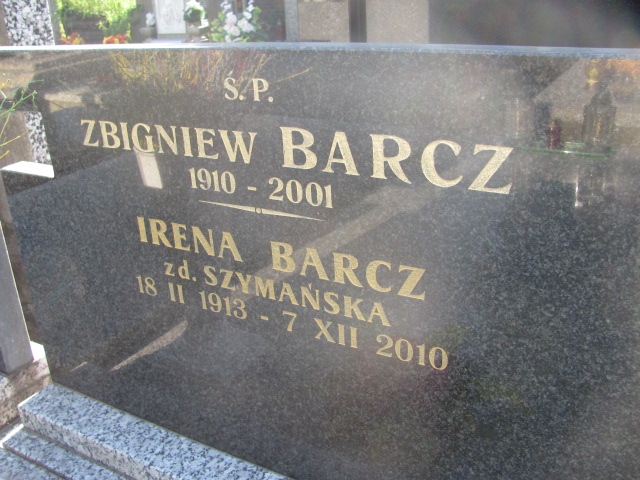 Ś. P.
ZBIGNIEW BARCZ
1910 - 2001
IRENA BARCZ
zd. SZYMAŃSKA
18 II 1913 - 7 XII 2010